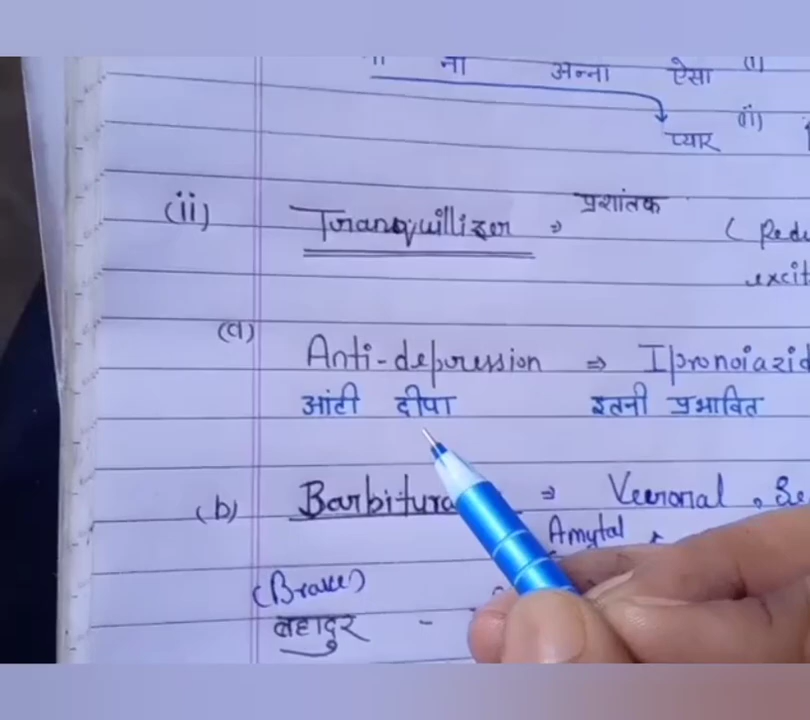 ना अन्ना ऐसा (i)
प्यार (ii)
(ii) Tranquillizer ⇒ प्रशांतक (Redu
excit
(a) Anti-depression ⇒ Iproniazid
आंटी दीपा इतनी प्रभावित
(b) Barbitura ⇒ Veronal, Se
Amytal
(Brave)
बहादुर -